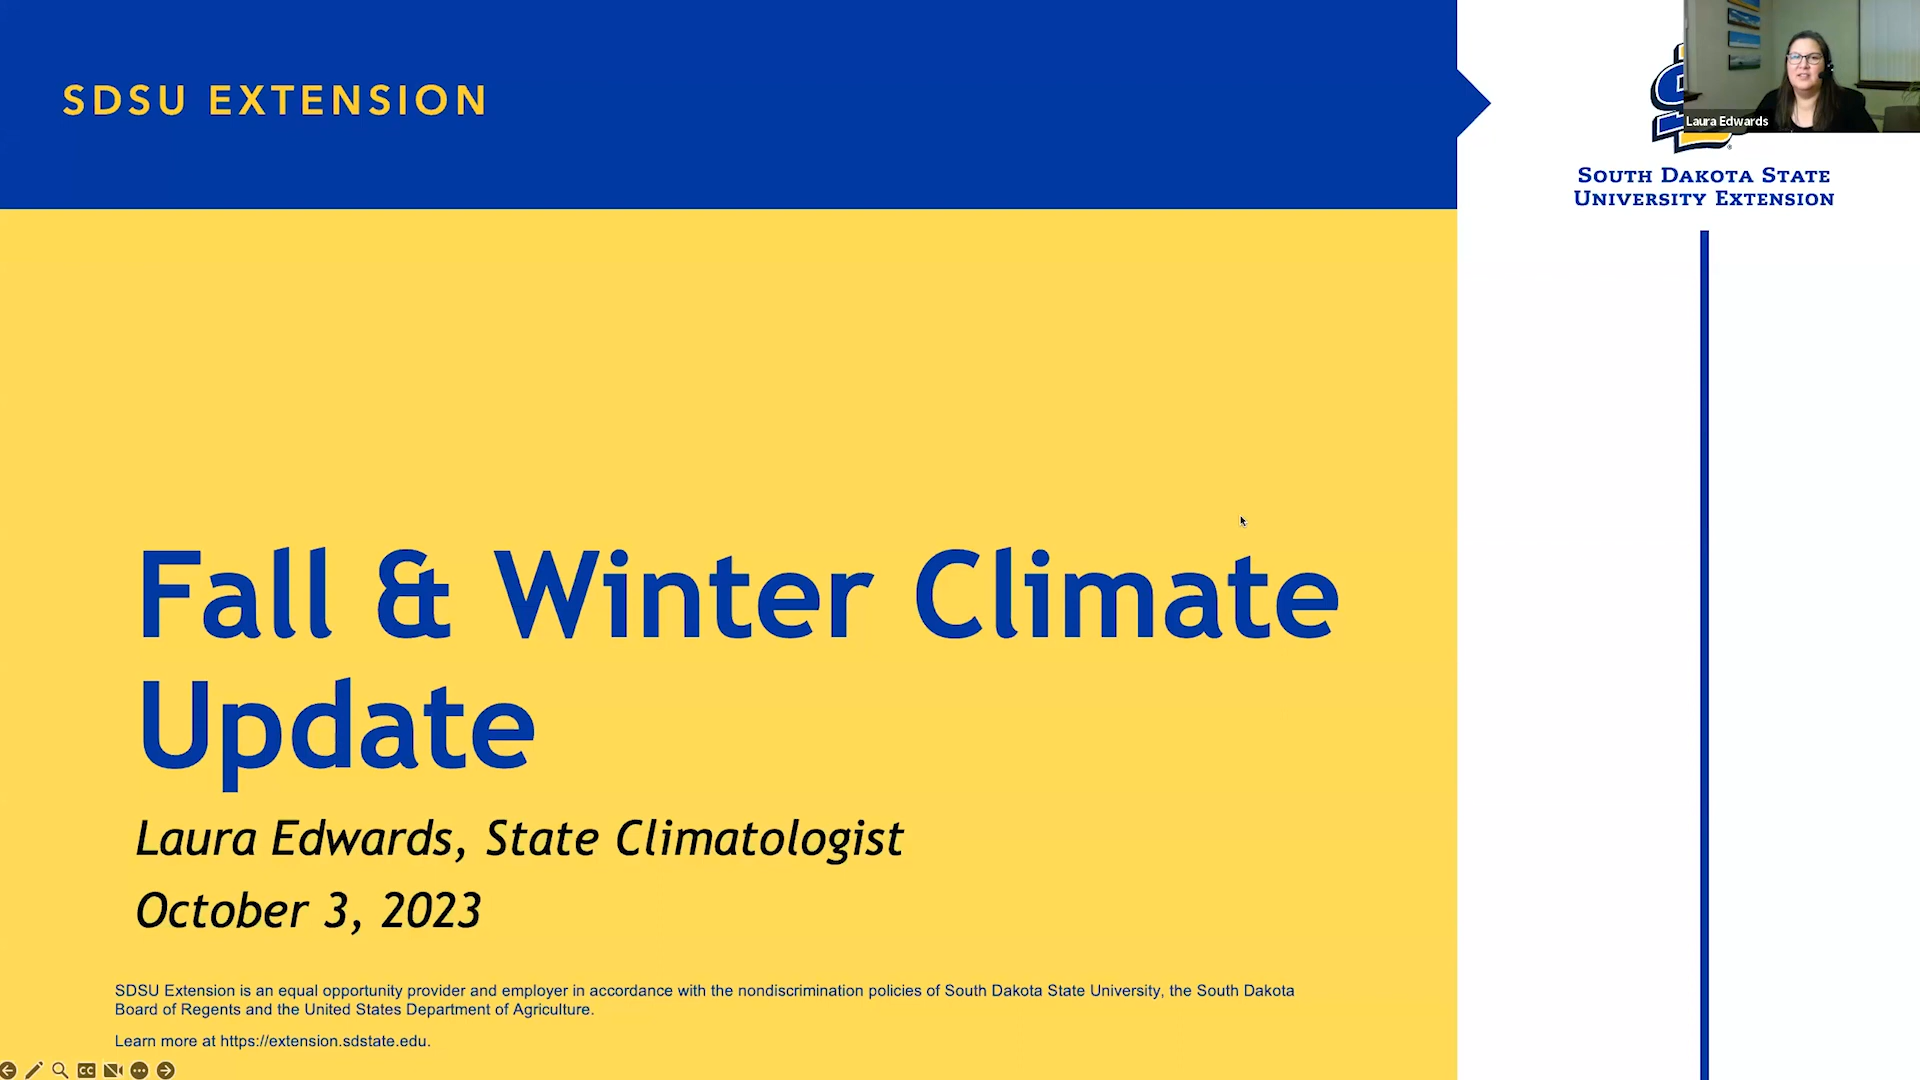 SDSU EXTENSION
Laura Edwards
SOUTH DAKOTA STATE
UNIVERSITY EXTENSION
Fall & Winter Climate
Update
Laura Edwards, State Climatologist
October 3, 2023
SDSU Extension is an equal opportunity provider and employer in accordance with the nondiscrimination policies of South Dakota State University, the South Dakota
Board of Regents and the United States Department of Agriculture.
Learn more at https://extension.sdstate.edu.
CC